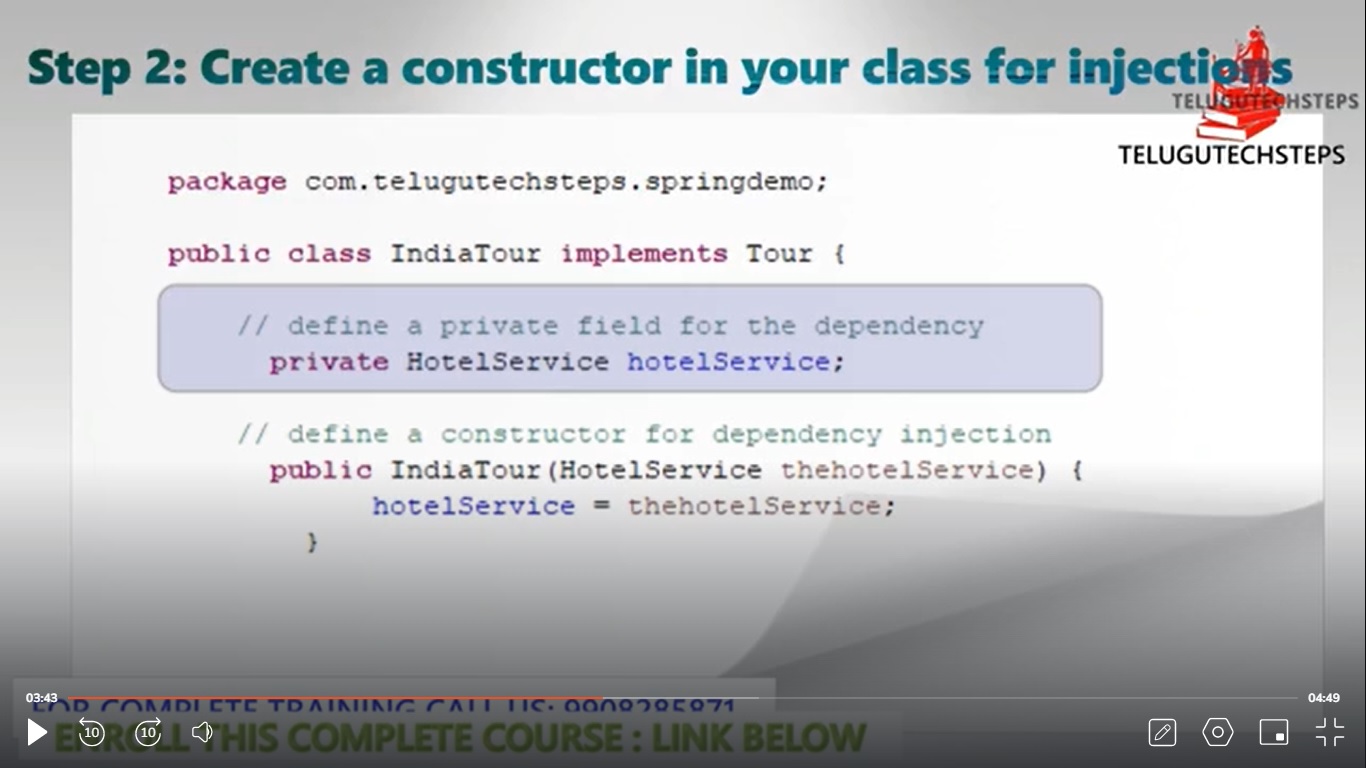 Step 2: Create a constructor in your class for injections
TELUGUTECHSTEPS
TELUGUTECHSTEPS
package com.telugutechsteps.springdemo;
public class IndiaTour implements Tour {
// define a private field for the dependency
private HotelService hotelService;
// define a constructor for dependency injection
public IndiaTour(HotelService thehotelService) {
hotelService = thehotelService;
}
03:43
04:49
FOR COMPLETE TRAINING CALL US: 9908285871
10
10
ENROLL THIS COMPLETE COURSE : LINK BELOW